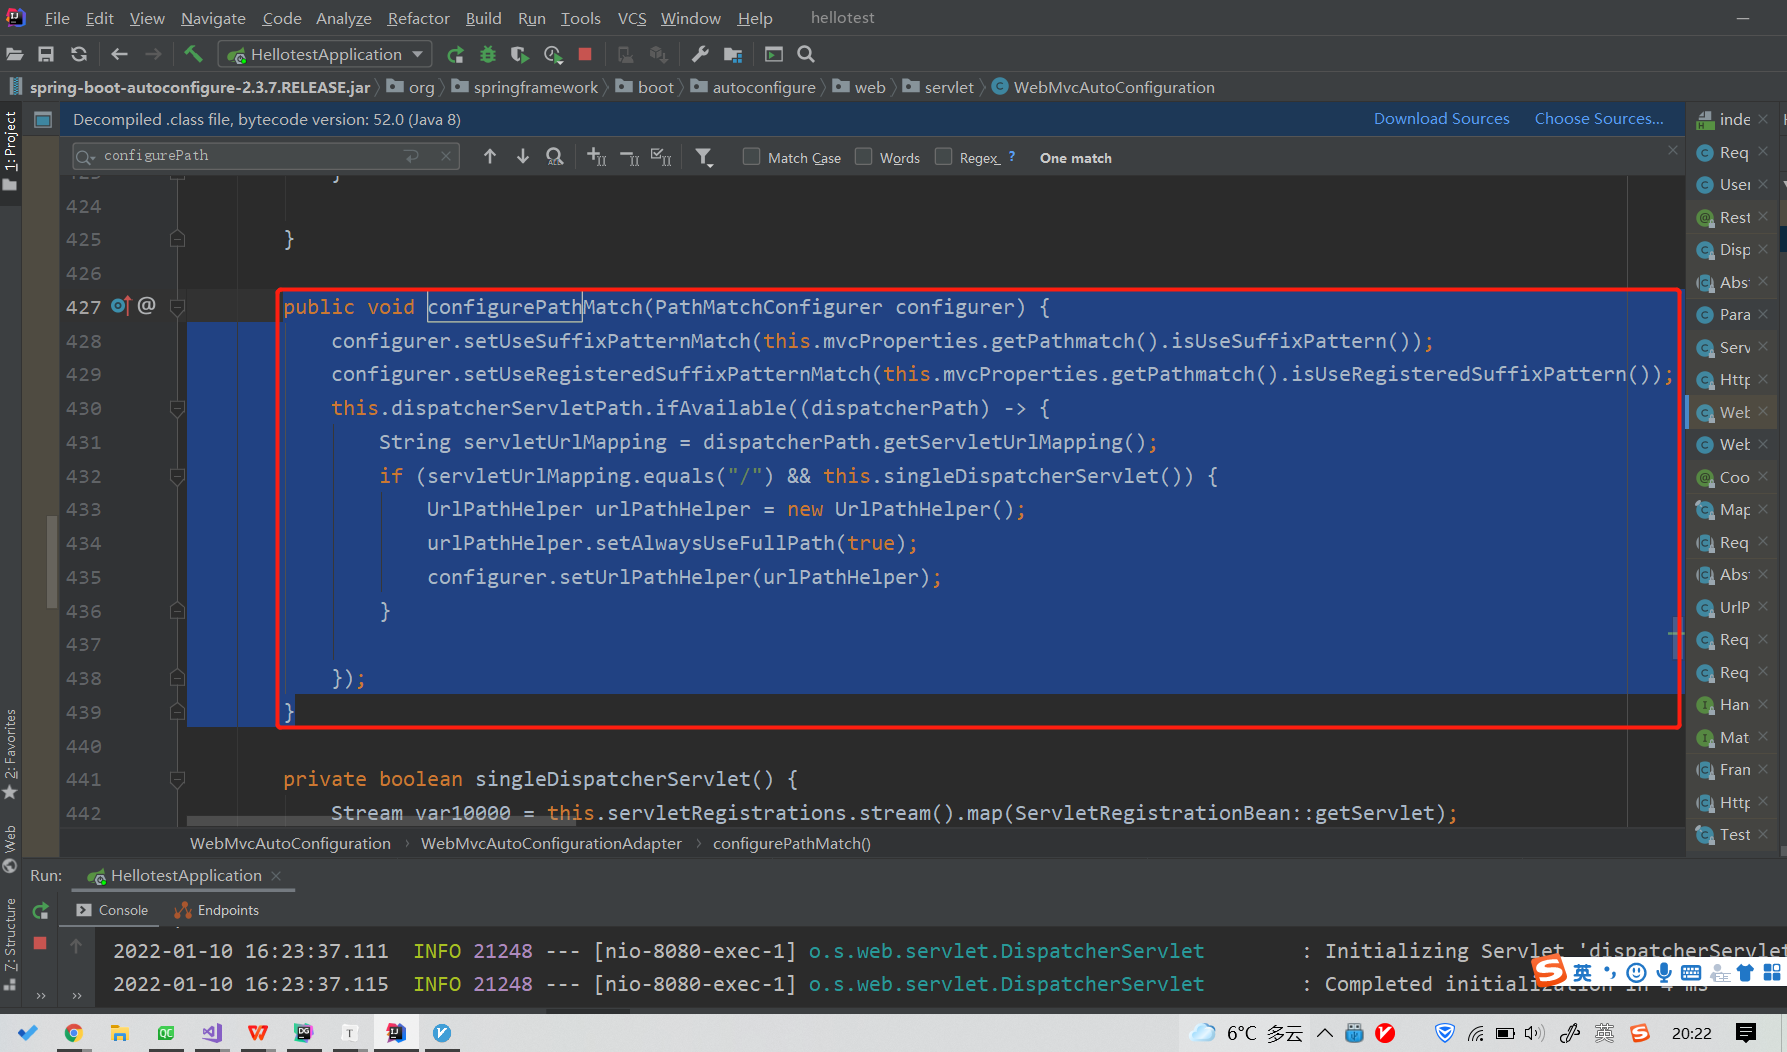 File Edit View Navigate Code Analyze Refactor Build Run Tools VCS Window Help hellotest
HellotestApplication
spring-boot-autoconfigure-2.3.7.RELEASE.jar org springframework boot autoconfigure web servlet WebMvcAutoConfiguration
Decompiled .class file, bytecode version: 52.0 (Java 8) Download Sources Choose Sources...
configurePath Match Case Words Regex ? One match
424
425 }
426
427 public void configurePathMatch(PathMatchConfigurer configurer) {
428 configurer.setUseSuffixPatternMatch(this.mvcProperties.getPathmatch().isUseSuffixPattern());
429 configurer.setUseRegisteredSuffixPatternMatch(this.mvcProperties.getPathmatch().isUseRegisteredSuffixPattern());
430 this.dispatcherServletPath.ifAvailable((dispatcherPath) -> {
431 String servletUrlMapping = dispatcherPath.getServletUrlMapping();
432 if (servletUrlMapping.equals("/") && this.singleDispatcherServlet()) {
433 UrlPathHelper urlPathHelper = new UrlPathHelper();
434 urlPathHelper.setAlwaysUseFullPath(true);
435 configurer.setUrlPathHelper(urlPathHelper);
436 }
437
438 });
439 }
440
441 private boolean singleDispatcherServlet() {
442 Stream var10000 = this.servletRegistrations.stream().map(ServletRegistrationBean::getServlet);
WebMvcAutoConfiguration › WebMvcAutoConfigurationAdapter › configurePathMatch()
1: Project
2: Favorites
Web
7: Structure
inde
Req
User
Rest
Disp
Abs
Para
Serv
Http
Web
Web
Coo
Map
Req
Abs
UrlP
Req
Req
Han
Mat
Fran
Http
Test
Run: HellotestApplication
Console Endpoints
2022-01-10 16:23:37.111 INFO 21248 --- [nio-8080-exec-1] o.s.web.servlet.DispatcherServlet : Initializing Servlet 'dispatcherServlet
2022-01-10 16:23:37.115 INFO 21248 --- [nio-8080-exec-1] o.s.web.servlet.DispatcherServlet : Completed initialization in 4 ms
英
6°C 多云 英 20:22